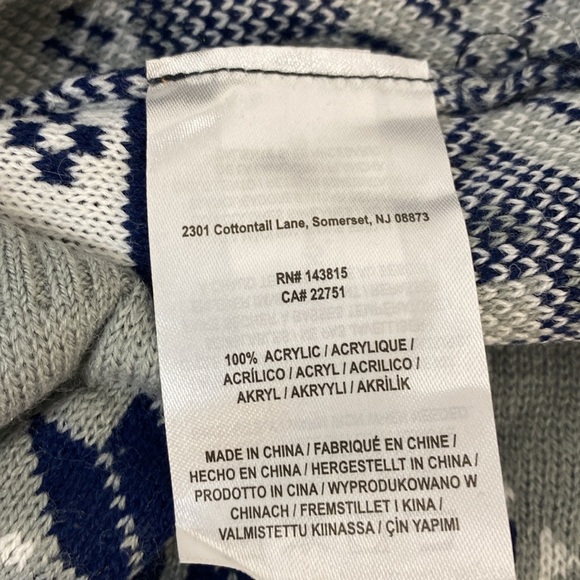 2301 Cottontail Lane, Somerset, NJ 08873
RN# 143815
CA# 22751
100% ACRYLIC / ACRYLIQUE /
ACRÍLICO / ACRYL / ACRILICO /
AKRYL / AKRYYLI / AKRİLİK
MADE IN CHINA / FABRIQUÉ EN CHINE /
HECHO EN CHINA / HERGESTELLT IN CHINA /
PRODOTTO IN CINA / WYPRODUKOWANO W
CHINACH / FREMSTILLET I KINA /
VALMISTETTU KIINASSA / ÇİN YAPIMI